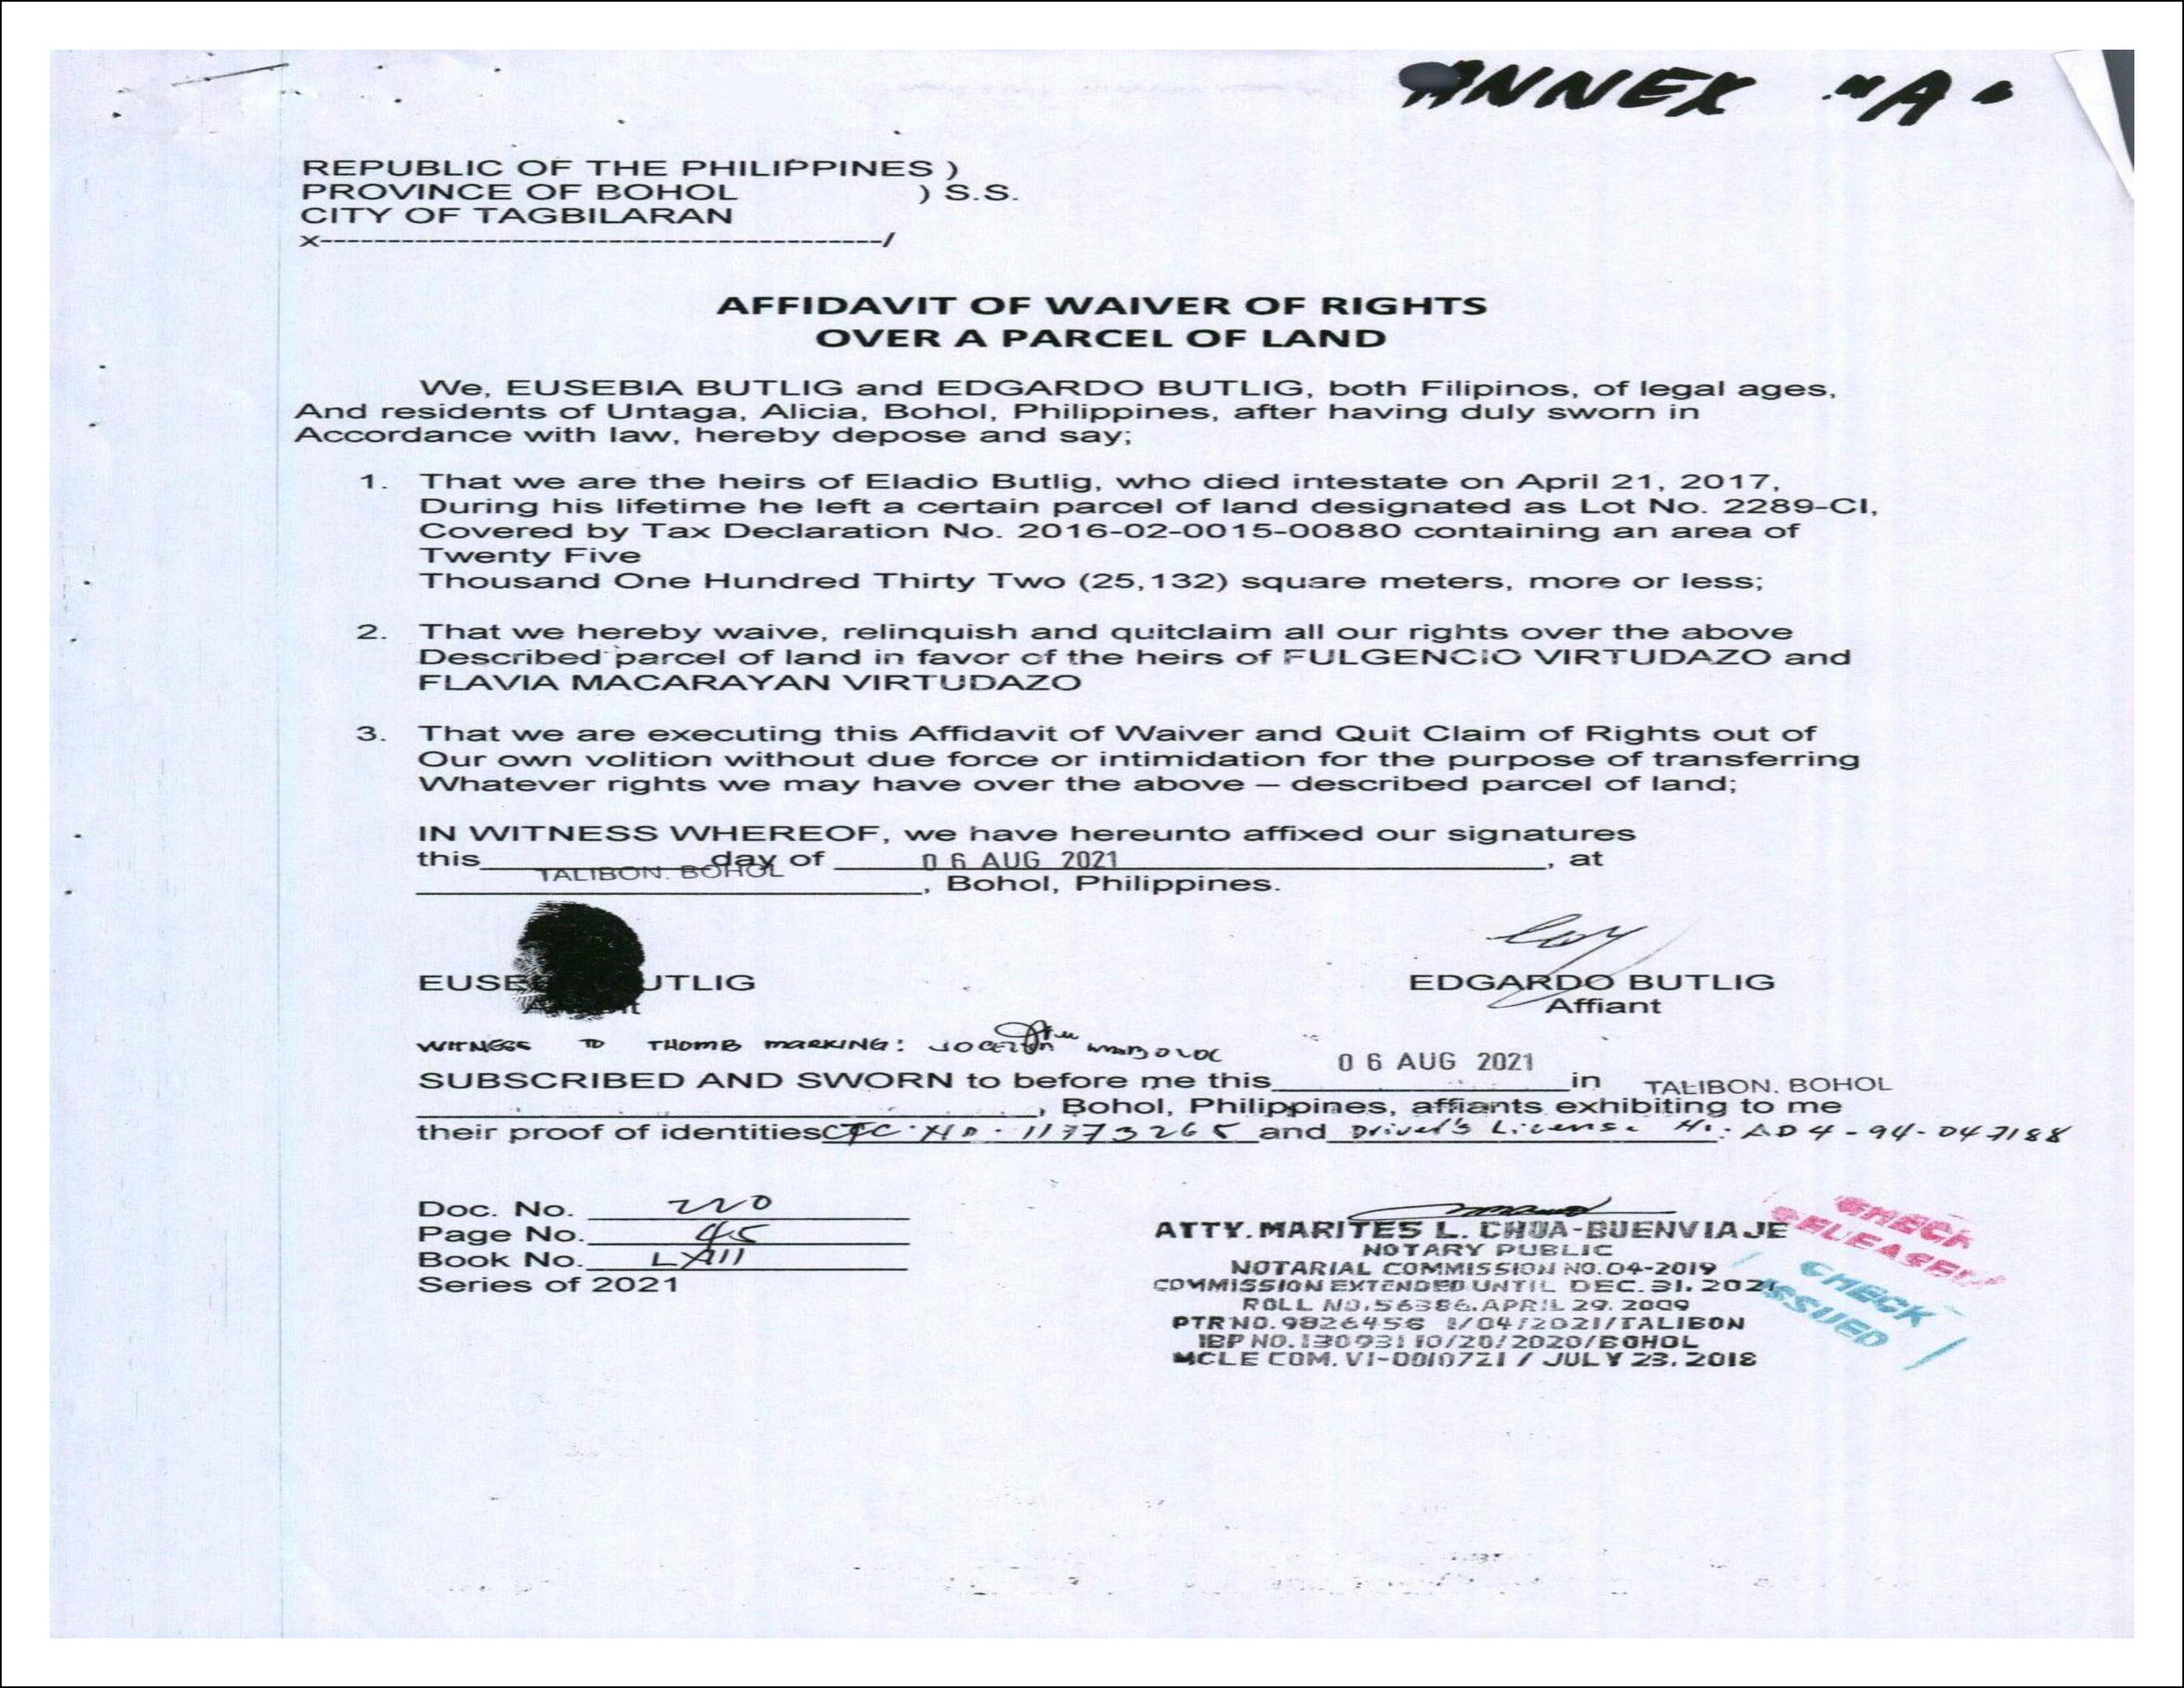 ANNEX "A"
REPUBLIC OF THE PHILIPPINES )
PROVINCE OF BOHOL ) S.S.
CITY OF TAGBILARAN
x------------------------------------------/
AFFIDAVIT OF WAIVER OF RIGHTS
OVER A PARCEL OF LAND
We, EUSEBIA BUTLIG and EDGARDO BUTLIG, both Filipinos, of legal ages,
And residents of Untaga, Alicia, Bohol, Philippines, after having duly sworn in
Accordance with law, hereby depose and say;
1. That we are the heirs of Eladio Butlig, who died intestate on April 21, 2017,
During his lifetime he left a certain parcel of land designated as Lot No. 2289-CI,
Covered by Tax Declaration No. 2016-02-0015-00880 containing an area of
Twenty Five
Thousand One Hundred Thirty Two (25,132) square meters, more or less;
2. That we hereby waive, relinquish and quitclaim all our rights over the above
Described parcel of land in favor of the heirs of FULGENCIO VIRTUDAZO and
FLAVIA MACARAYAN VIRTUDAZO
3. That we are executing this Affidavit of Waiver and Quit Claim of Rights out of
Our own volition without due force or intimidation for the purpose of transferring
Whatever rights we may have over the above – described parcel of land;
IN WITNESS WHEREOF, we have hereunto affixed our signatures
this day of 06 AUG 2021, at
TALIBON. BOHOL
, Bohol, Philippines.
EUSE UTLIG EDGARDO BUTLIG
Affiant
WITNESS TO THOMB MARKING:
SUBSCRIBED AND SWORN to before me this 06 AUG 2021 in TALIBON. BOHOL
, Bohol, Philippines, affiants exhibiting to me
their proof of identities CTC NO. 11773265 and Driver's License No: AD4-94-047188
Doc. No. 220
Page No. 45
Book No. LXIII
Series of 2021
ATTY. MARITES L. CHUA-BUENVIAJE
NOTARY PUBLIC
NOTARIAL COMMISSION NO. 04-2019
COMMISSION EXTENDED UNTIL DEC. 31. 2021
ROLL NO. 56386. APRIL 29. 2009
PTR NO. 9826456 1/04/2021/TALIBON
IBP NO. 130931 10/20/2020/BOHOL
MCLE COM. VI-0010721 / JULY 23. 2018
CHECK
RELEASED
CHECK
ISSUED